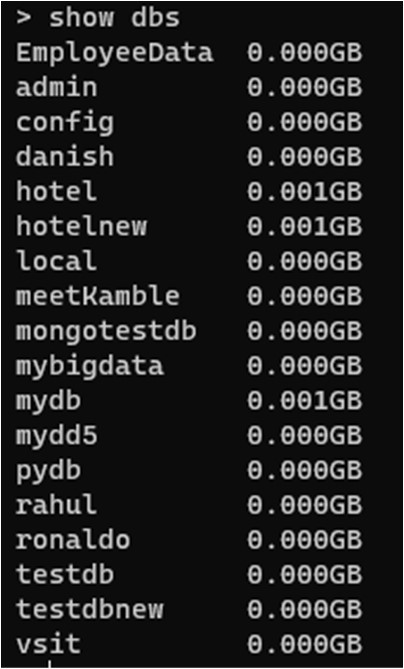 > show dbs
EmployeeData  0.000GB
admin         0.000GB
config        0.000GB
danish        0.000GB
hotel         0.001GB
hotelnew      0.001GB
local         0.000GB
meetKamble    0.000GB
mongotestdb   0.000GB
mybigdata     0.000GB
mydb          0.001GB
mydd5         0.000GB
pydb          0.000GB
rahul         0.000GB
ronaldo       0.000GB
testdb        0.000GB
testdbnew     0.000GB
vsit          0.000GB